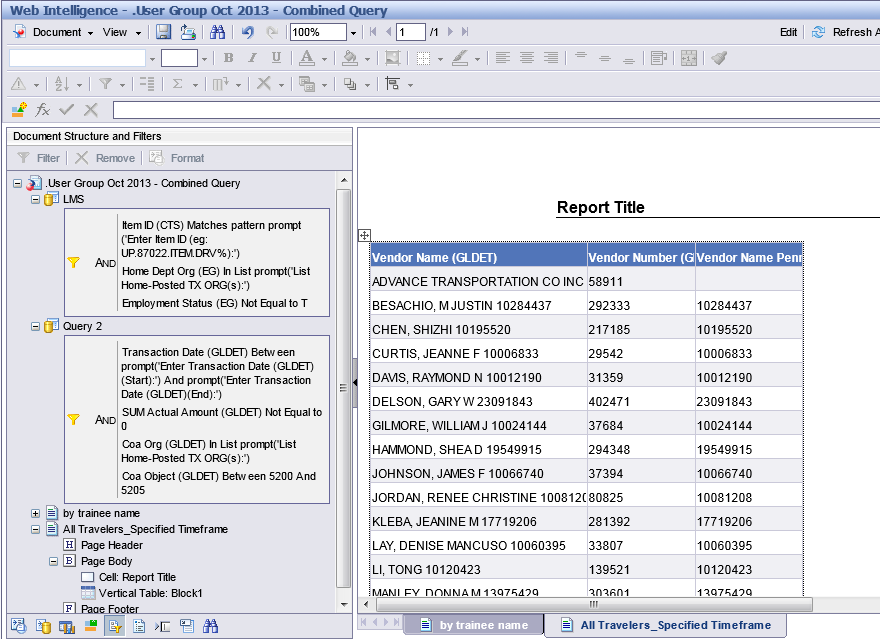 Web Intelligence - .User Group Oct 2013 - Combined Query
Document View 100% 1 /1 Edit Refresh A
B I U A
Σ
fx
Document Structure and Filters
Filter Remove Format
.User Group Oct 2013 - Combined Query
LMS
AND
Item ID (CTS) Matches pattern prompt
('Enter Item ID (eg:
UP.87022.ITEM.DRV%):')
Home Dept Org (EG) In List prompt('List
Home-Posted TX ORG(s):')
Employment Status (EG) Not Equal to T
Query 2
AND
Transaction Date (GLDET) Between
prompt('Enter Transaction Date (GLDET)
(Start):') And prompt('Enter Transaction
Date (GLDET)(End):')
SUM Actual Amount (GLDET) Not Equal to
0
Coa Org (GLDET) In List prompt('List
Home-Posted TX ORG(s):')
Coa Object (GLDET) Between 5200 And
5205
by trainee name
All Travelers_Specified Timeframe
H Page Header
B Page Body
Cell: Report Title
Vertical Table: Block1
F Page Footer
Report Title
Vendor Name (GLDET) Vendor Number (G Vendor Name Penn
ADVANCE TRANSPORTATION CO INC 58911
BESACHIO, M JUSTIN 10284437 292333 10284437
CHEN, SHIZHI 10195520 217185 10195520
CURTIS, JEANNE F 10006833 29542 10006833
DAVIS, RAYMOND N 10012190 31359 10012190
DELSON, GARY W 23091843 402471 23091843
GILMORE, WILLIAM J 10024144 37684 10024144
HAMMOND, SHEA D 19549915 294348 19549915
JOHNSON, JAMES F 10066740 37394 10066740
JORDAN, RENEE CHRISTINE 1008120 80825 10081208
KLEBA, JEANINE M 17719206 281392 17719206
LAY, DENISE MANCUSO 10060395 33807 10060395
LI, TONG 10120423 139521 10120423
MANLEY, DONNA M 13975429 303601 13975429
by trainee name All Travelers_Specified Timeframe